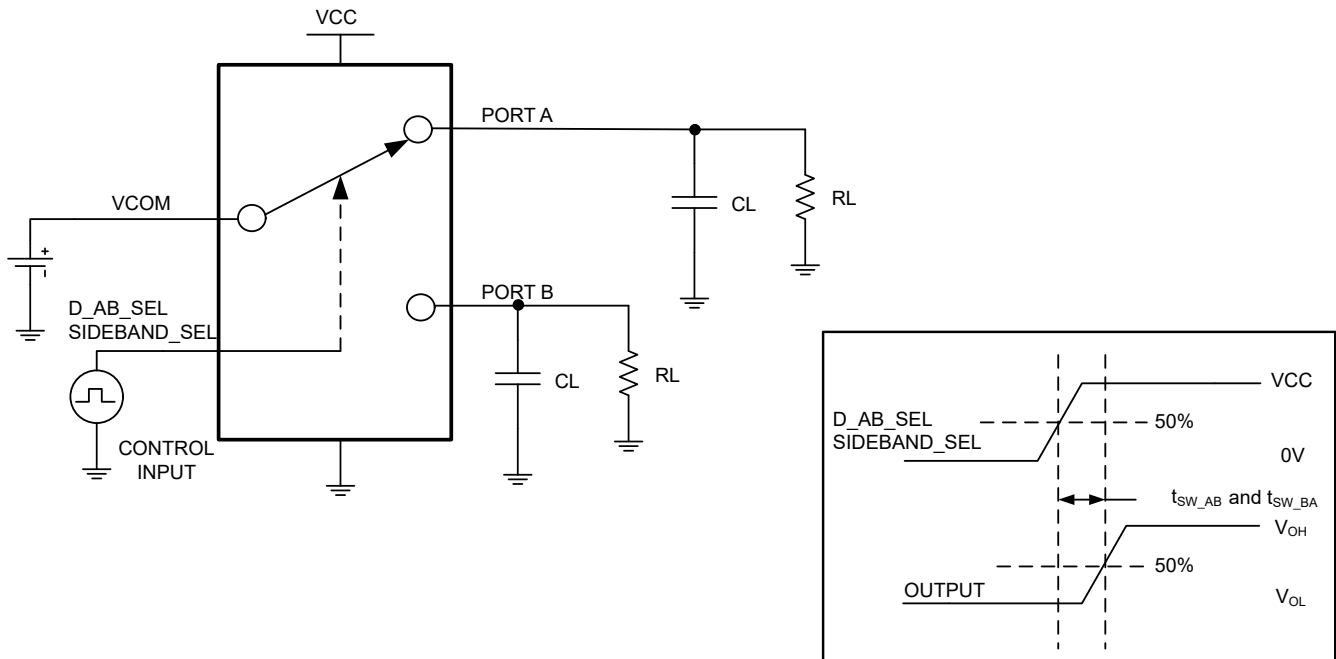 VCC
PORT A
CL
RL
VCOM
+
-
PORT B
D_AB_SEL
SIDEBAND_SEL
CL
RL
CONTROL
INPUT
VCC
D_AB_SEL
SIDEBAND_SEL
50%
0V
tSW_AB and tSW_BA
VOH
50%
OUTPUT
VOL